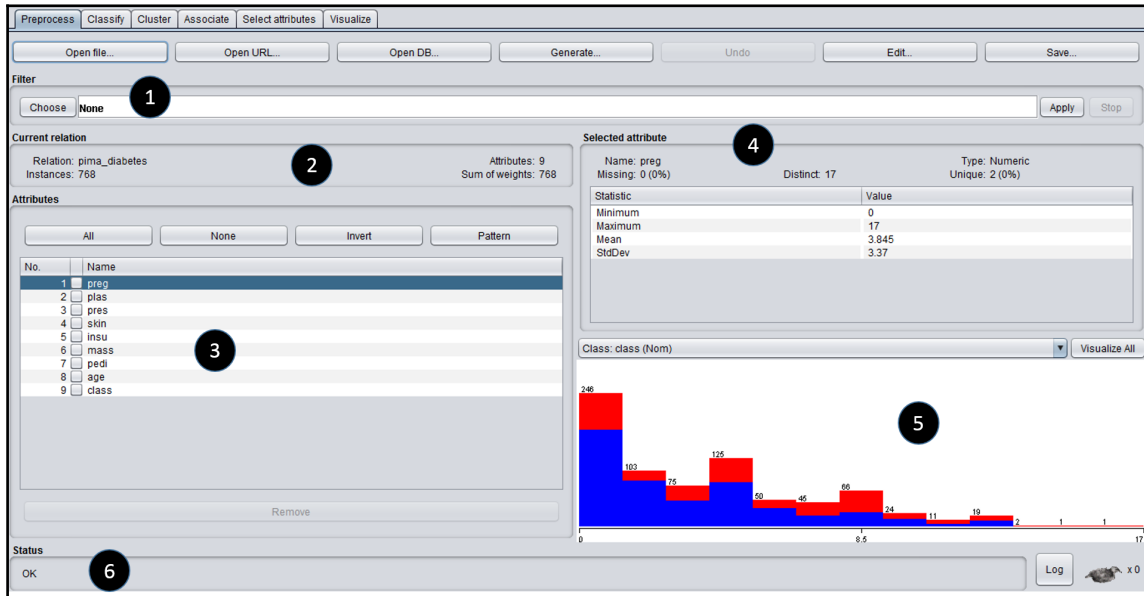 Preprocess Classify Cluster Associate Select attributes Visualize
Open file... Open URL... Open DB... Generate... Undo Edit... Save...
Filter
Choose None 1 Apply Stop
Current relation
Relation: pima_diabetes Attributes: 9
Instances: 768 Sum of weights: 768
2
Attributes
All None Invert Pattern
No. Name
1 preg
2 plas
3 pres
4 skin
5 insu
6 mass
7 pedi
8 age
9 class
3
Remove
Selected attribute
4
Name: preg Type: Numeric
Missing: 0 (0%) Distinct: 17 Unique: 2 (0%)
Statistic Value
Minimum 0
Maximum 17
Mean 3.845
StdDev 3.37
Class: class (Nom) Visualize All
5
246
103
75
125
50
45
66
24
11
19
2
1
1
0 8.5 17
Status
OK 6 Log x 0